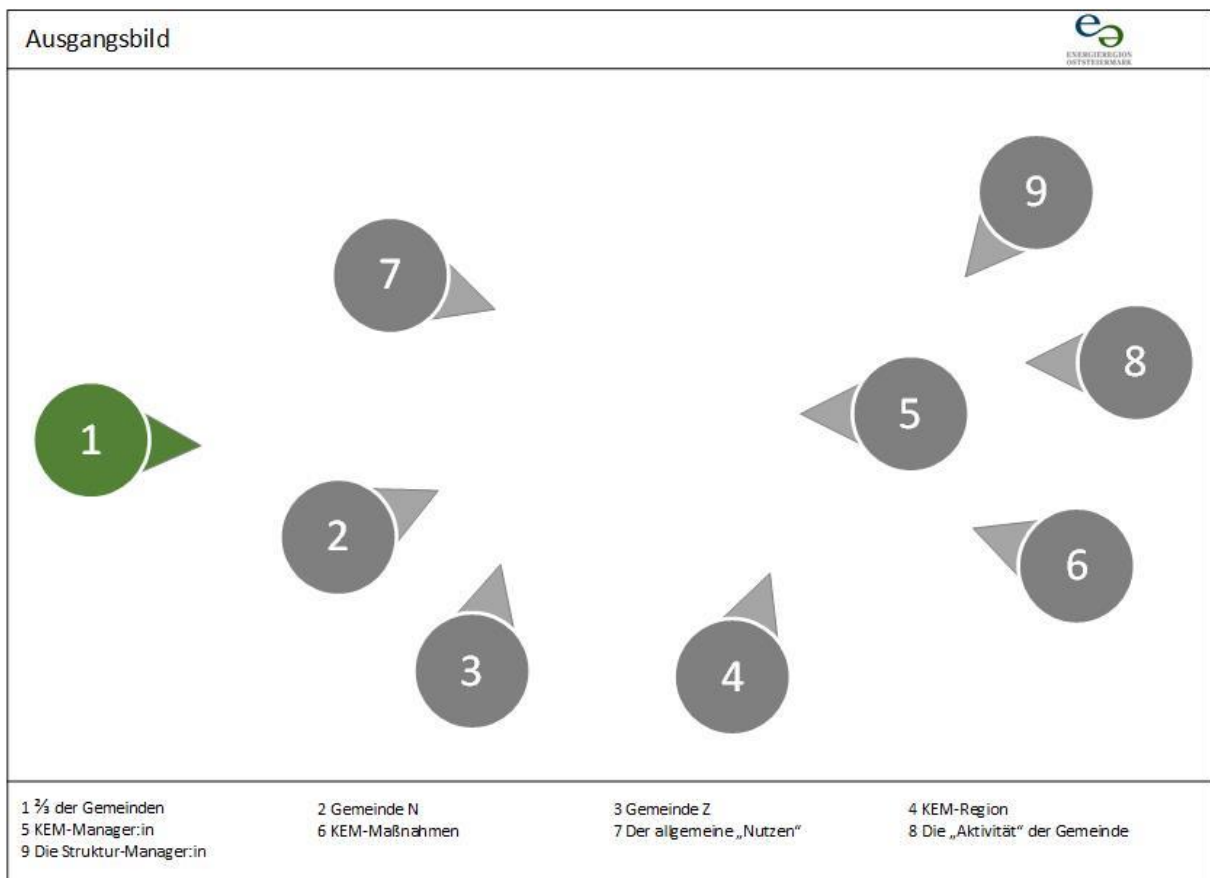 Ausgangsbild
ENERGIEREGION
OSTSTEIERMARK
9
7
8
5
1
2
6
3
4
1 ⅔ der Gemeinden
2 Gemeinde N
3 Gemeinde Z
4 KEM-Region
5 KEM-Manager:in
6 KEM-Maßnahmen
7 Der allgemeine „Nutzen“
8 Die „Aktivität“ der Gemeinde
9 Die Struktur-Manager:in